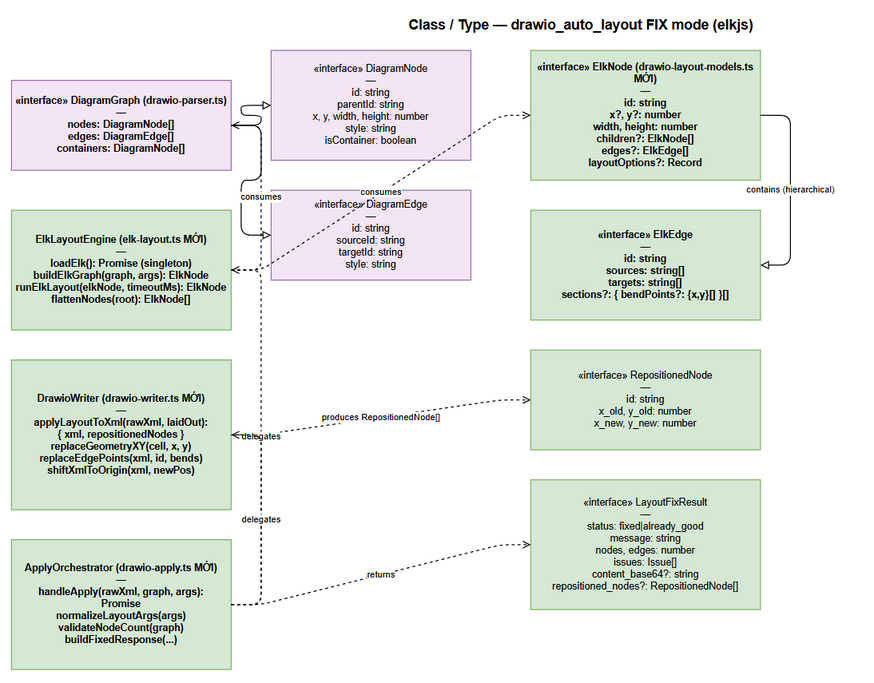 Class / Type — drawio_auto_layout FIX mode (elkjs)
«interface» DiagramGraph (drawio-parser.ts)
—
nodes: DiagramNode[]
edges: DiagramEdge[]
containers: DiagramNode[]
«interface» DiagramNode
—
id: string
parentId: string
x, y, width, height: number
style: string
isContainer: boolean
«interface» ElkNode (drawio-layout-models.ts
MỚI)
—
id: string
x?, y?: number
width, height: number
children?: ElkNode[]
edges?: ElkEdge[]
layoutOptions?: Record
contains (hierarchical)
consumes
consumes
«interface» DiagramEdge
—
id: string
sourceId: string
targetId: string
style: string
ElkLayoutEngine (elk-layout.ts MỚI)
—
loadElk(): Promise (singleton)
buildElkGraph(graph, args): ElkNode
runElkLayout(elkNode, timeoutMs): ElkNode
flattenNodes(root): ElkNode[]
«interface» ElkEdge
—
id: string
sources: string[]
targets: string[]
sections?: { bendPoints?: {x,y}[] }[]
DrawioWriter (drawio-writer.ts MỚI)
—
applyLayoutToXml(rawXml, laidOut):
{ xml, repositionedNodes }
replaceGeometryXY(cell, x, y)
replaceEdgePoints(xml, id, bends)
shiftXmlToOrigin(xml, newPos)
produces RepositionedNode[]
delegates
«interface» RepositionedNode
—
id: string
x_old, y_old: number
x_new, y_new: number
delegates
ApplyOrchestrator (drawio-apply.ts MỚI)
—
handleApply(rawXml, graph, args):
Promise
normalizeLayoutArgs(args)
validateNodeCount(graph)
buildFixedResponse(...)
returns
«interface» LayoutFixResult
—
status: fixed|already_good
message: string
nodes, edges: number
issues: Issue[]
content_base64?: string
repositioned_nodes?: RepositionedNode[]